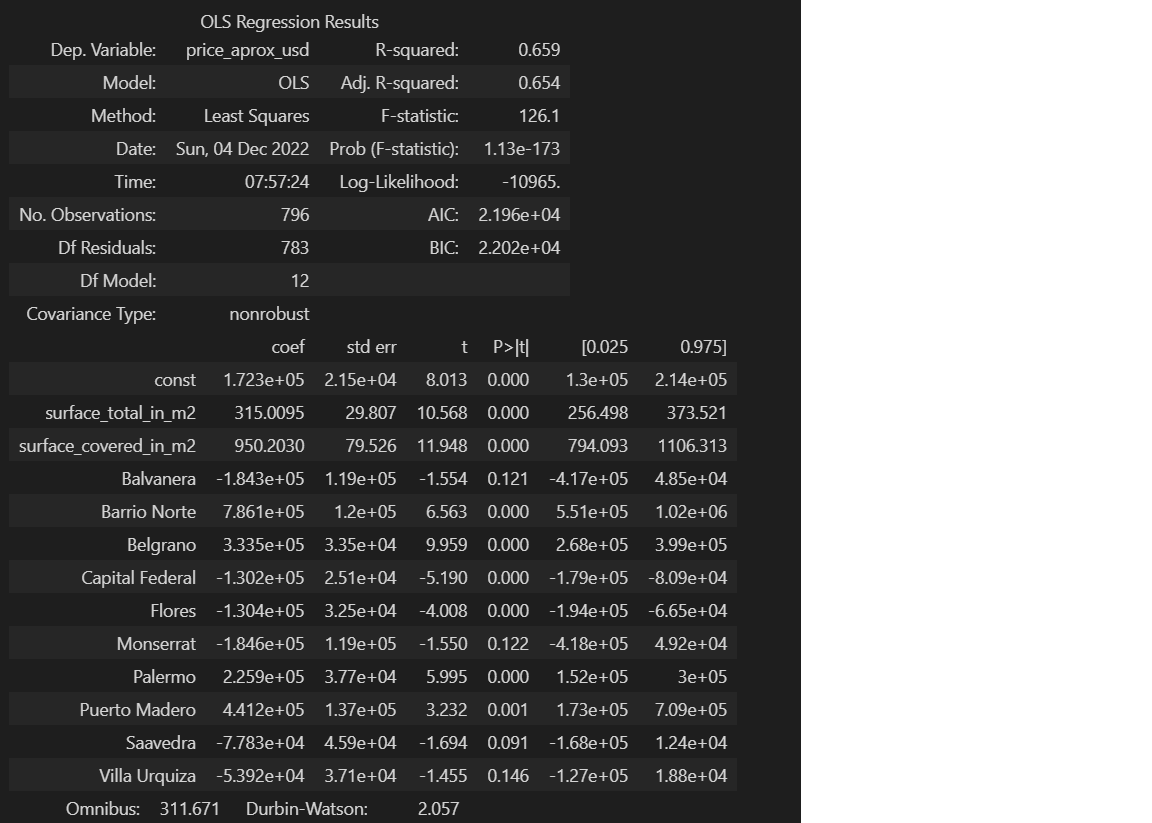 OLS Regression Results
Dep. Variable: price_aprox_usd R-squared: 0.659
Model: OLS Adj. R-squared: 0.654
Method: Least Squares F-statistic: 126.1
Date: Sun, 04 Dec 2022 Prob (F-statistic): 1.13e-173
Time: 07:57:24 Log-Likelihood: -10965.
No. Observations: 796 AIC: 2.196e+04
Df Residuals: 783 BIC: 2.202e+04
Df Model: 12
Covariance Type: nonrobust
coef std err t P>|t| [0.025 0.975]
const 1.723e+05 2.15e+04 8.013 0.000 1.3e+05 2.14e+05
surface_total_in_m2 315.0095 29.807 10.568 0.000 256.498 373.521
surface_covered_in_m2 950.2030 79.526 11.948 0.000 794.093 1106.313
Balvanera -1.843e+05 1.19e+05 -1.554 0.121 -4.17e+05 4.85e+04
Barrio Norte 7.861e+05 1.2e+05 6.563 0.000 5.51e+05 1.02e+06
Belgrano 3.335e+05 3.35e+04 9.959 0.000 2.68e+05 3.99e+05
Capital Federal -1.302e+05 2.51e+04 -5.190 0.000 -1.79e+05 -8.09e+04
Flores -1.304e+05 3.25e+04 -4.008 0.000 -1.94e+05 -6.65e+04
Monserrat -1.846e+05 1.19e+05 -1.550 0.122 -4.18e+05 4.92e+04
Palermo 2.259e+05 3.77e+04 5.995 0.000 1.52e+05 3e+05
Puerto Madero 4.412e+05 1.37e+05 3.232 0.001 1.73e+05 7.09e+05
Saavedra -7.783e+04 4.59e+04 -1.694 0.091 -1.68e+05 1.24e+04
Villa Urquiza -5.392e+04 3.71e+04 -1.455 0.146 -1.27e+05 1.88e+04
Omnibus: 311.671 Durbin-Watson: 2.057